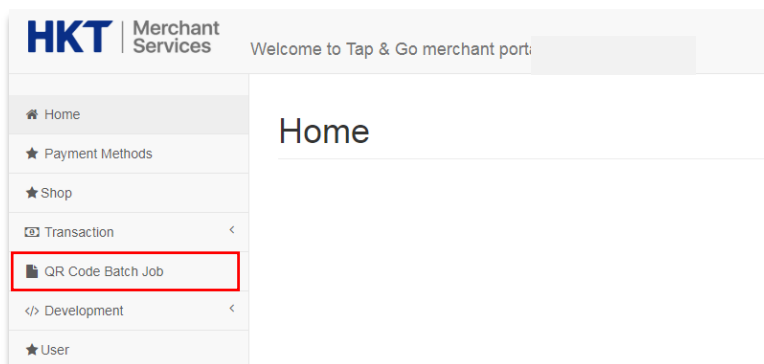 HKT | Merchant Services
Welcome to Tap & Go merchant port
Home
Home
Payment Methods
Shop
Transaction
QR Code Batch Job
Development
User